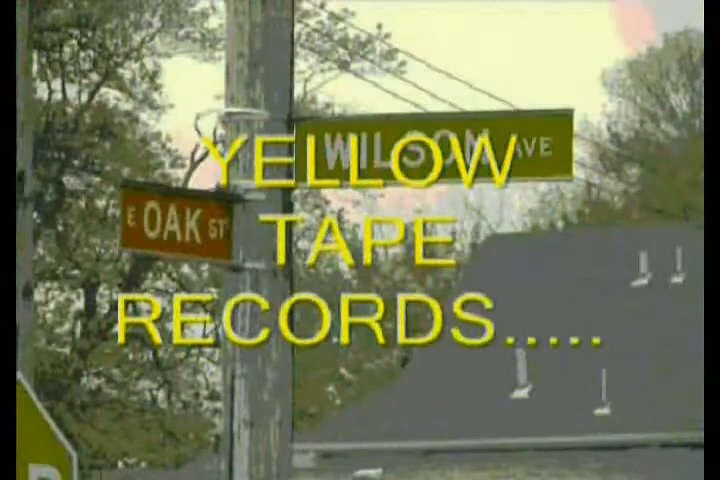 WILSON AVE
E OAK ST
YELLOW
TAPE
RECORDS.....